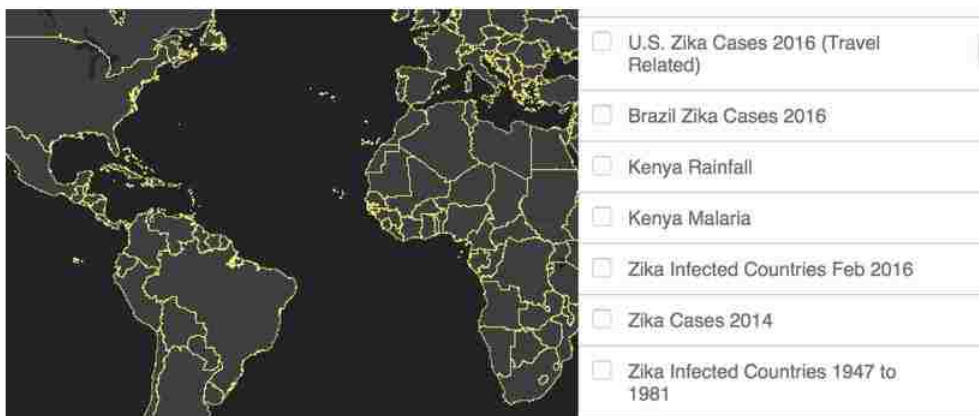 U.S. Zika Cases 2016 (Travel
Related)
Brazil Zika Cases 2016
Kenya Rainfall
Kenya Malaria
Zika Infected Countries Feb 2016
Zika Cases 2014
Zika Infected Countries 1947 to
1981